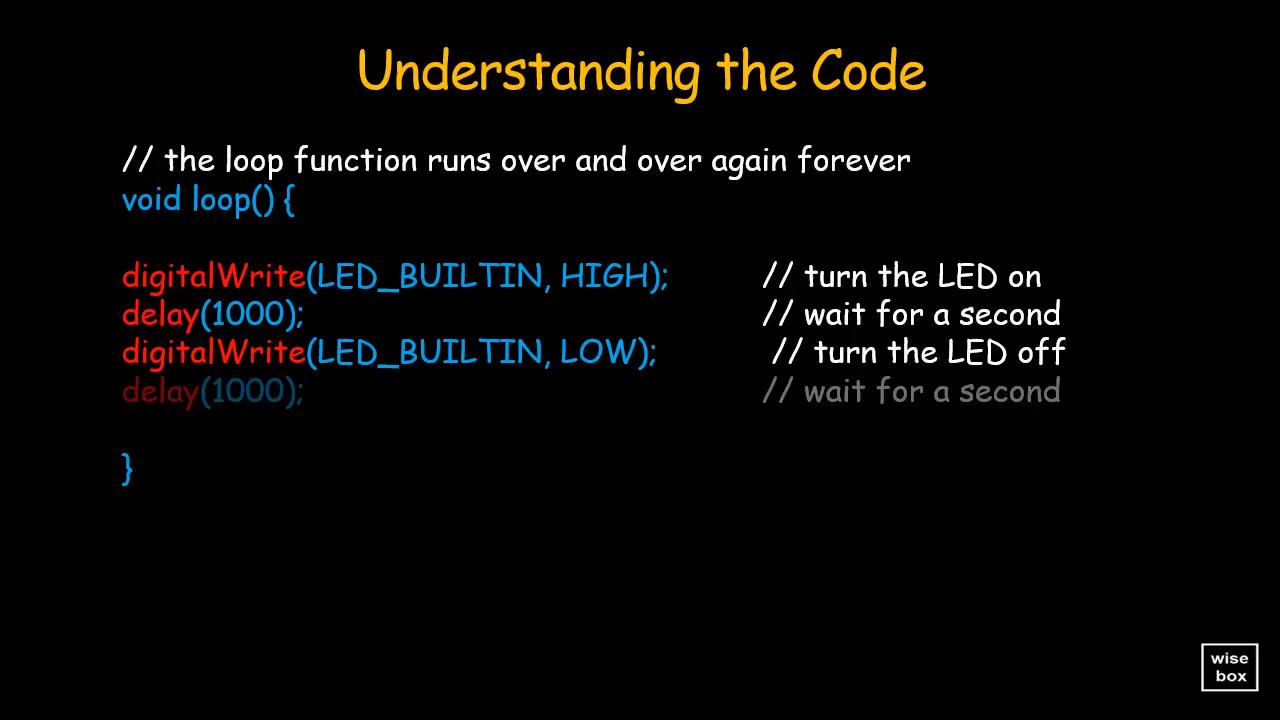 Understanding the Code
// the loop function runs over and over again forever
void loop() {
digitalWrite(LED_BUILTIN, HIGH); // turn the LED on
delay(1000); // wait for a second
digitalWrite(LED_BUILTIN, LOW); // turn the LED off
delay(1000); // wait for a second
}
wise
box